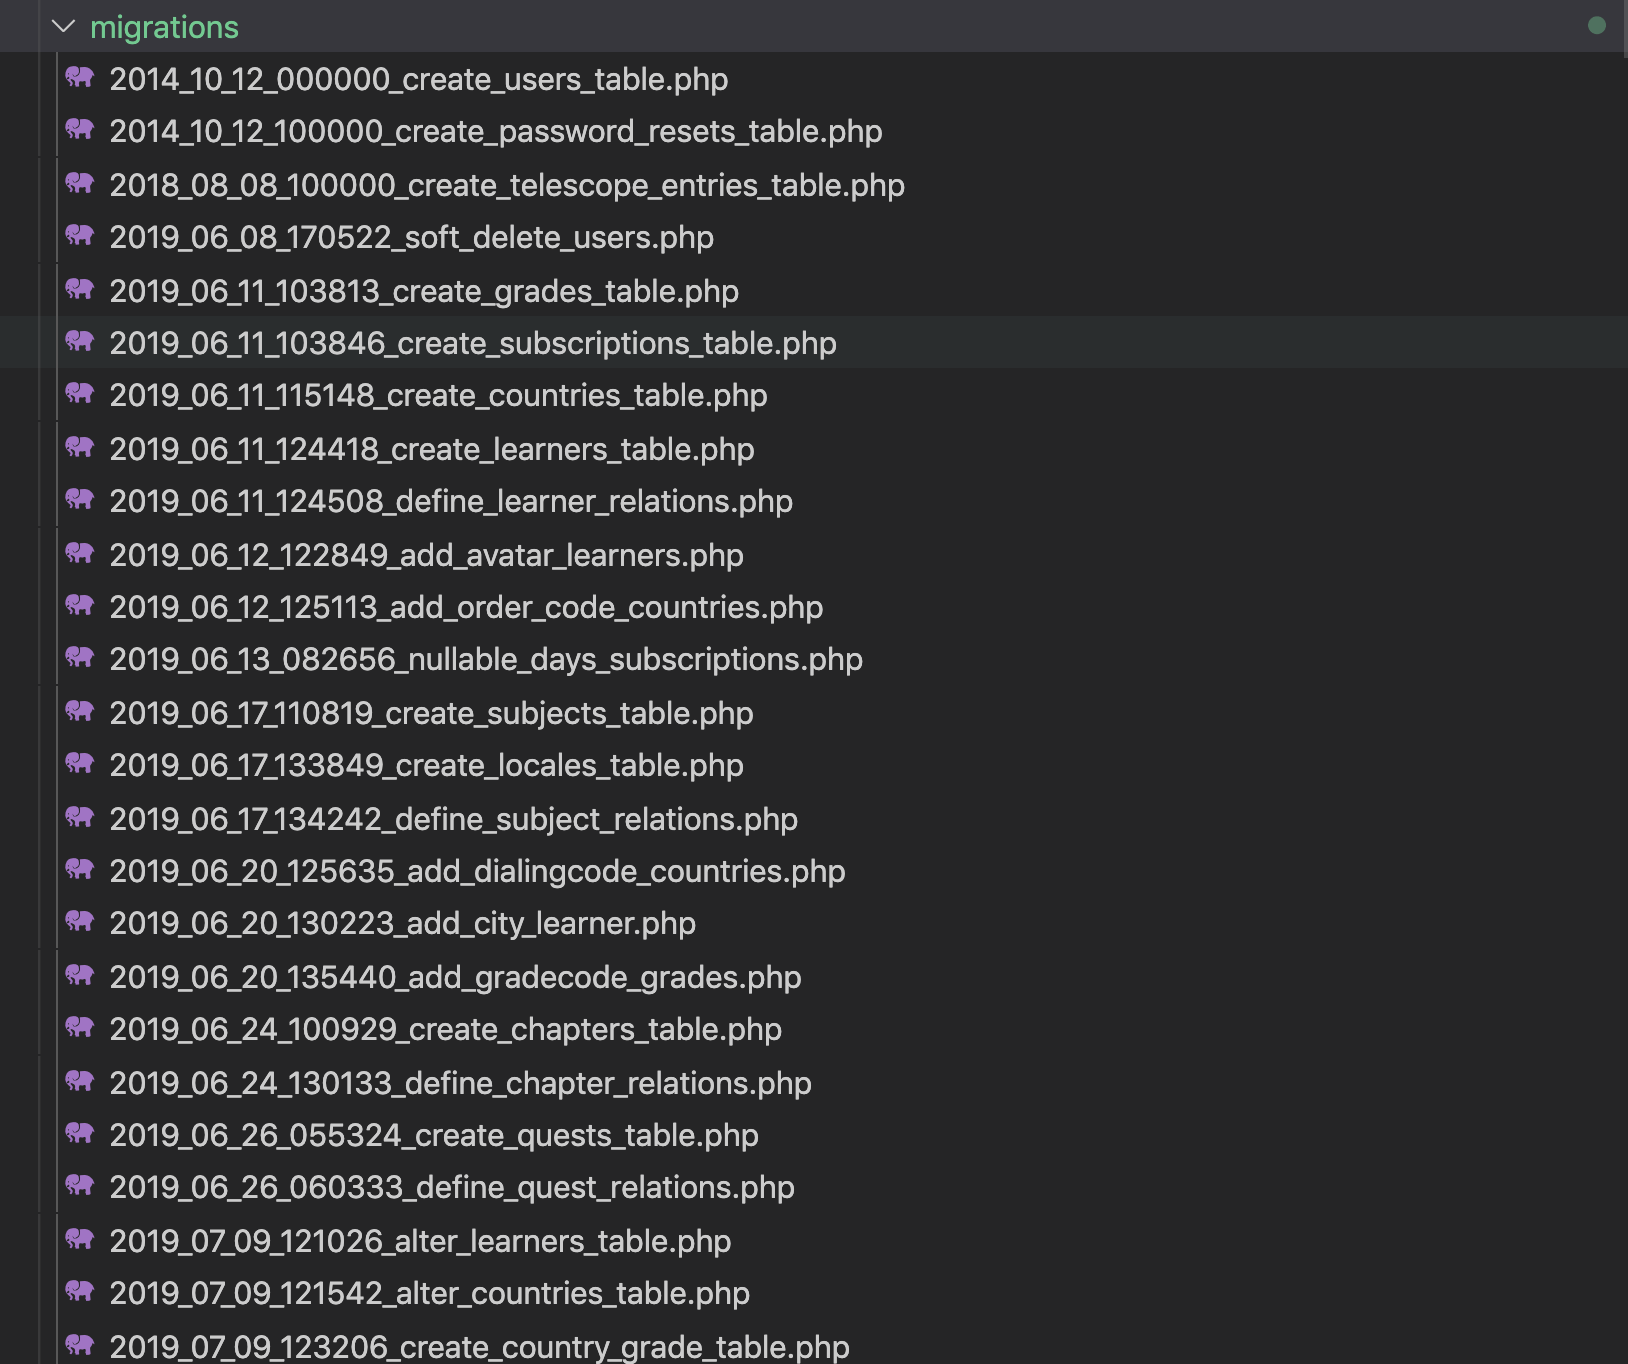 migrations
2014_10_12_000000_create_users_table.php
2014_10_12_100000_create_password_resets_table.php
2018_08_08_100000_create_telescope_entries_table.php
2019_06_08_170522_soft_delete_users.php
2019_06_11_103813_create_grades_table.php
2019_06_11_103846_create_subscriptions_table.php
2019_06_11_115148_create_countries_table.php
2019_06_11_124418_create_learners_table.php
2019_06_11_124508_define_learner_relations.php
2019_06_12_122849_add_avatar_learners.php
2019_06_12_125113_add_order_code_countries.php
2019_06_13_082656_nullable_days_subscriptions.php
2019_06_17_110819_create_subjects_table.php
2019_06_17_133849_create_locales_table.php
2019_06_17_134242_define_subject_relations.php
2019_06_20_125635_add_dialingcode_countries.php
2019_06_20_130223_add_city_learner.php
2019_06_20_135440_add_gradecode_grades.php
2019_06_24_100929_create_chapters_table.php
2019_06_24_130133_define_chapter_relations.php
2019_06_26_055324_create_quests_table.php
2019_06_26_060333_define_quest_relations.php
2019_07_09_121026_alter_learners_table.php
2019_07_09_121542_alter_countries_table.php
2019_07_09_123206_create_country_grade_table.php